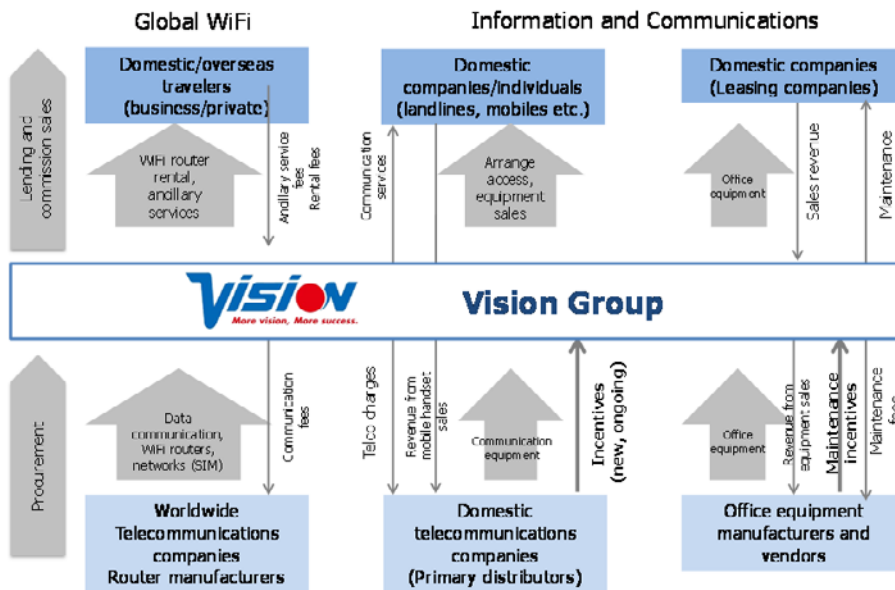 Global WiFi
Information and Communications
Lending and
commission sales
Domestic/overseas
travelers
(business/private)
Domestic
companies/individuals
(landlines, mobiles etc.)
Domestic companies
(Leasing companies)
WiFi router
rental,
ancillary
services
Ancillary service
fees
Rental fees
Communication
services
Arrange
access,
equipment
sales
Office
equipment
Sales revenue
Maintenance
VISION
More vision, More success.
Vision Group
Procurement
Data
communication,
WiFi routers,
networks (SIM)
Communication
fees
Telco charges
Revenue from
mobile handset
sales
Communication
equipment
Incentives
(new, ongoing)
Office
equipment
Revenue from
equipment sales
Maintenance
incentives
Maintenance
fees
Worldwide
Telecommunications
companies
Router manufacturers
Domestic
telecommunications
companies
(Primary distributors)
Office equipment
manufacturers and
vendors